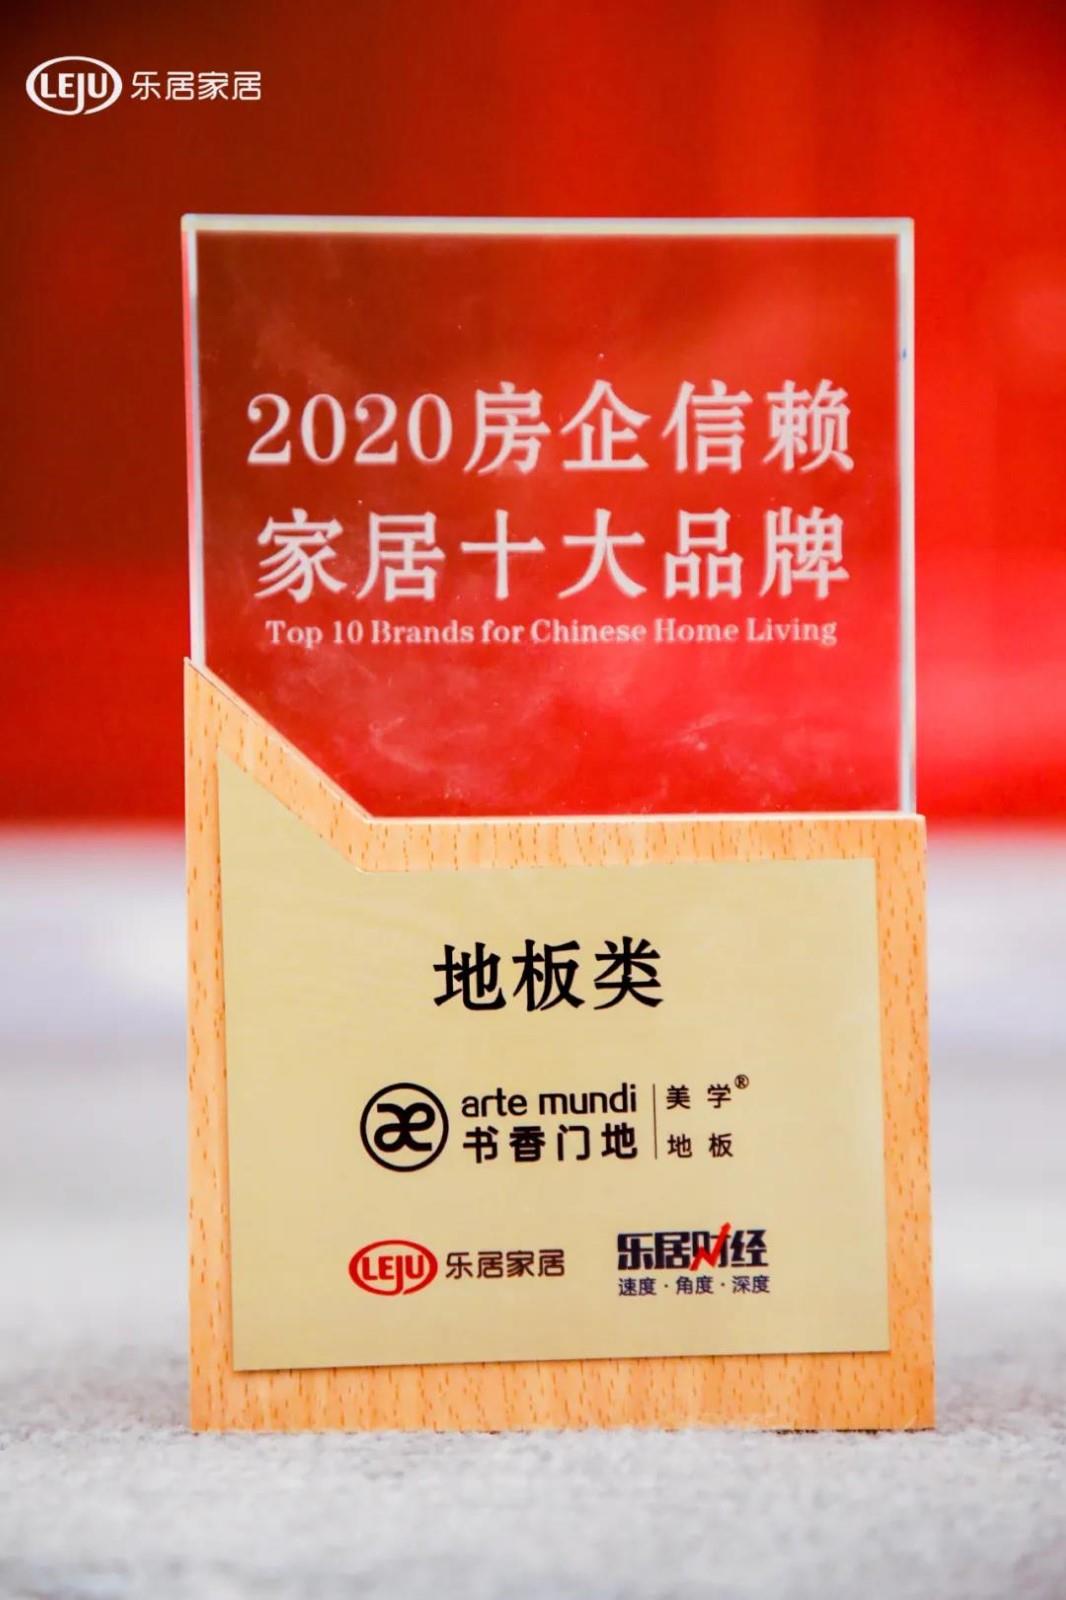 LEJU 乐居家居
2020房企信赖
家居十大品牌
Top 10 Brands for Chinese Home Living
地板类
æ arte mundi 美学®
书香门地 地板
LEJU 乐居家居 乐居财经
速度·角度·深度